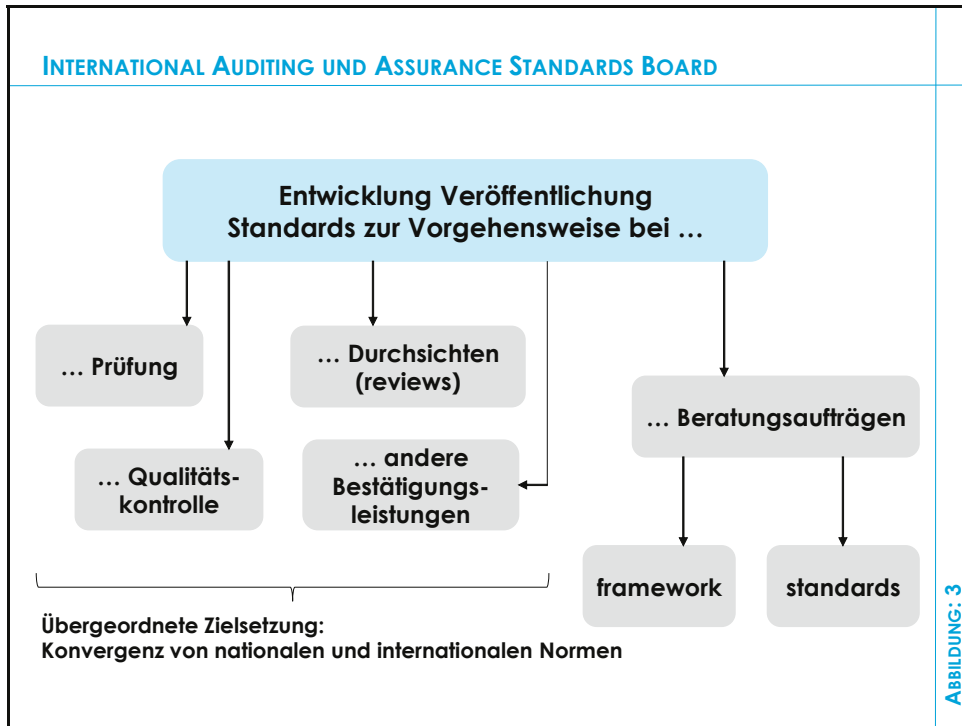 INTERNATIONAL AUDITING UND ASSURANCE STANDARDS BOARD
Entwicklung Veröffentlichung
Standards zur Vorgehensweise bei …
… Prüfung
… Durchsichten
(reviews)
… Beratungsaufträgen
… Qualitäts-
kontrolle
… andere
Bestätigungs-
leistungen
framework
standards
Übergeordnete Zielsetzung:
Konvergenz von nationalen und internationalen Normen
ABBILDUNG: 3